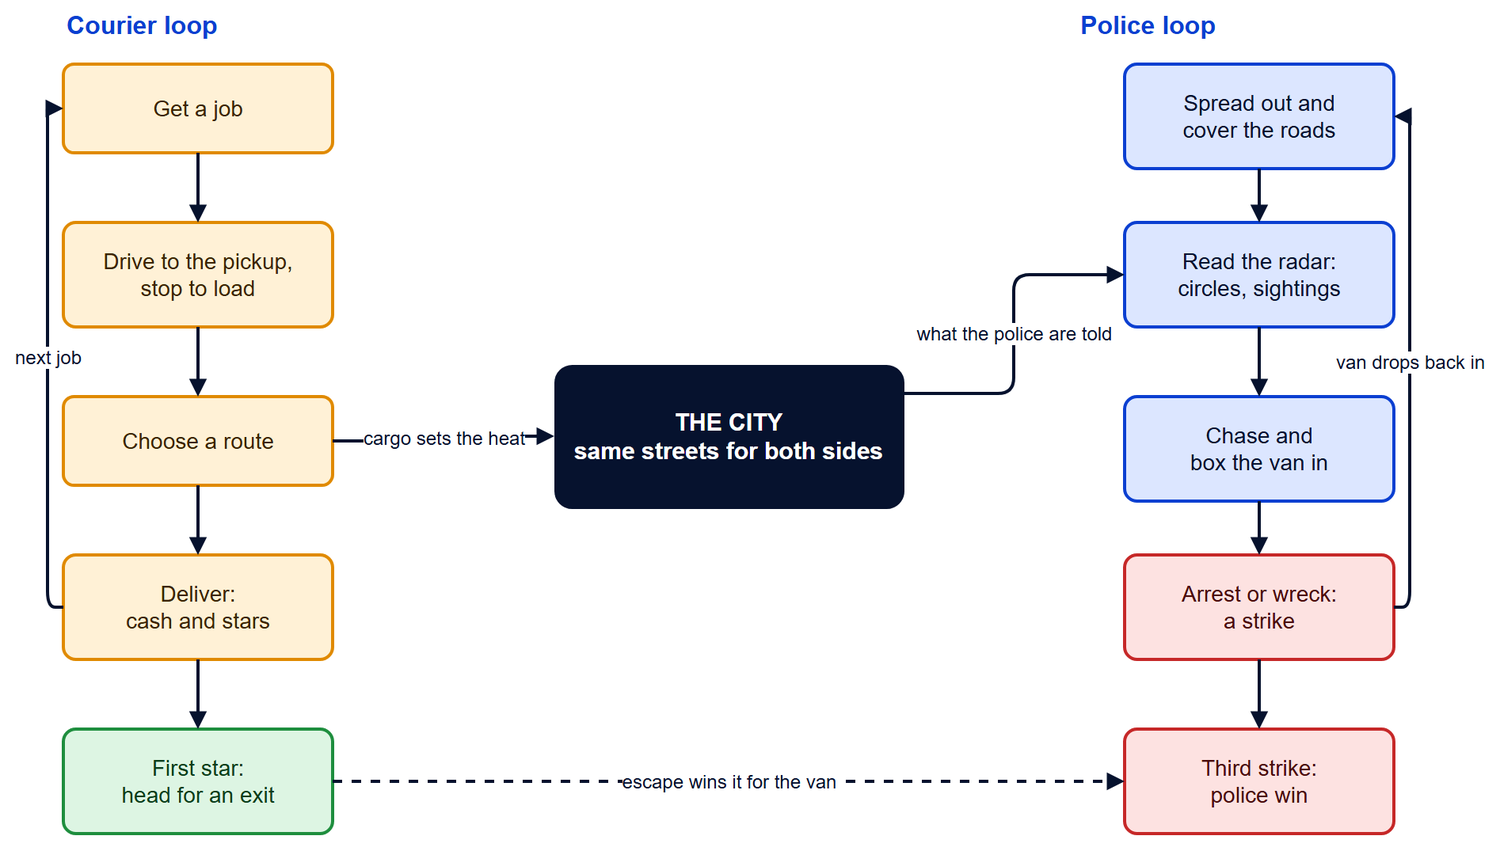 Courier loop
Police loop
Get a job
Drive to the pickup,
stop to load
next job
Choose a route
cargo sets the heat
Deliver:
cash and stars
First star:
head for an exit
THE CITY
same streets for both sides
what the police are told
escape wins it for the van
Spread out and
cover the roads
Read the radar:
circles, sightings
van drops back in
Chase and
box the van in
Arrest or wreck:
a strike
Third strike:
police win